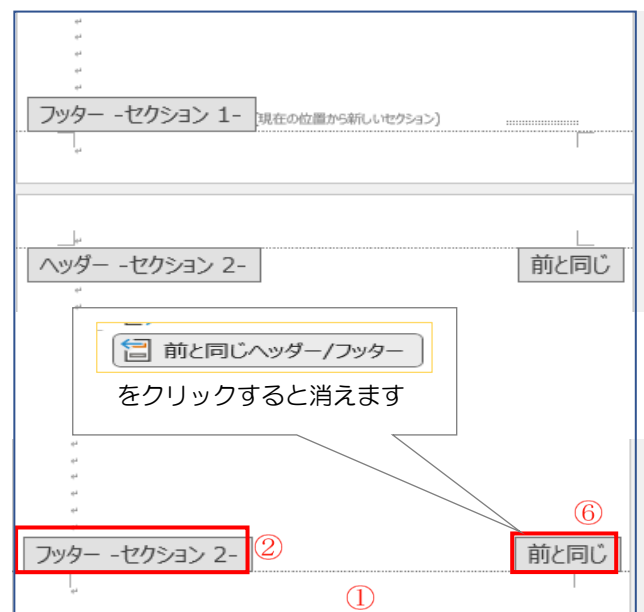 フッター -セクション 1-
[現在の位置から新しいセクション]
ヘッダー -セクション 2-
前と同じ
前と同じヘッダー/フッター
をクリックすると消えます
⑥
フッター -セクション 2-
②
前と同じ
①